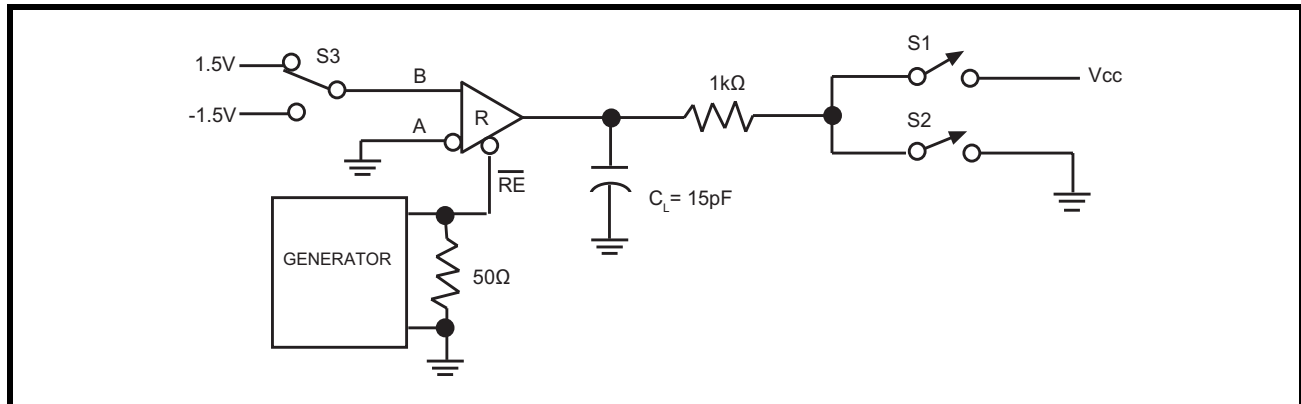 1.5V
S3
-1.5V
B
A
R
RE
GENERATOR
50Ω
C_L= 15pF
1kΩ
S1
Vcc
S2